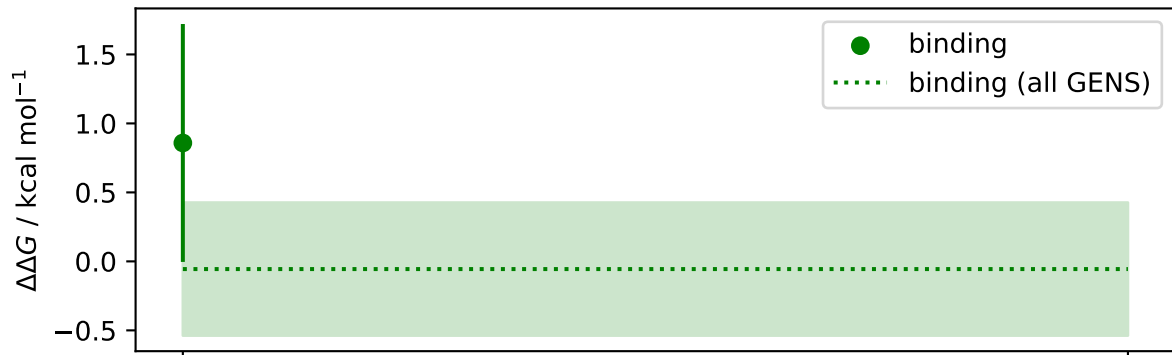 ΔΔG / kcal mol⁻¹
1.5
1.0
0.5
0.0
−0.5
binding
binding (all GENS)